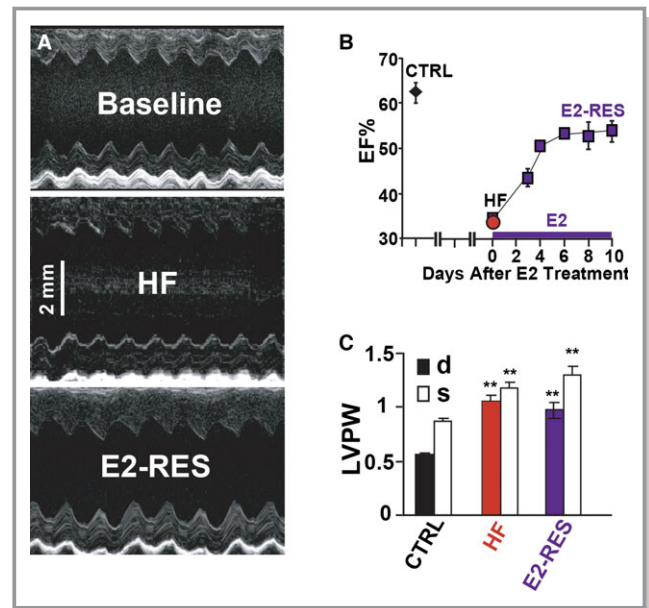 A
Baseline
2 mm
HF
E2-RES
B
70
60
50
40
30
EF%
CTRL
E2-RES
HF
E2
0 2 4 6 8 10
Days After E2 Treatment
C
1.5
1
0.5
0
LVPW
d
s
** ** ** **
CTRL
HF
E2-RES